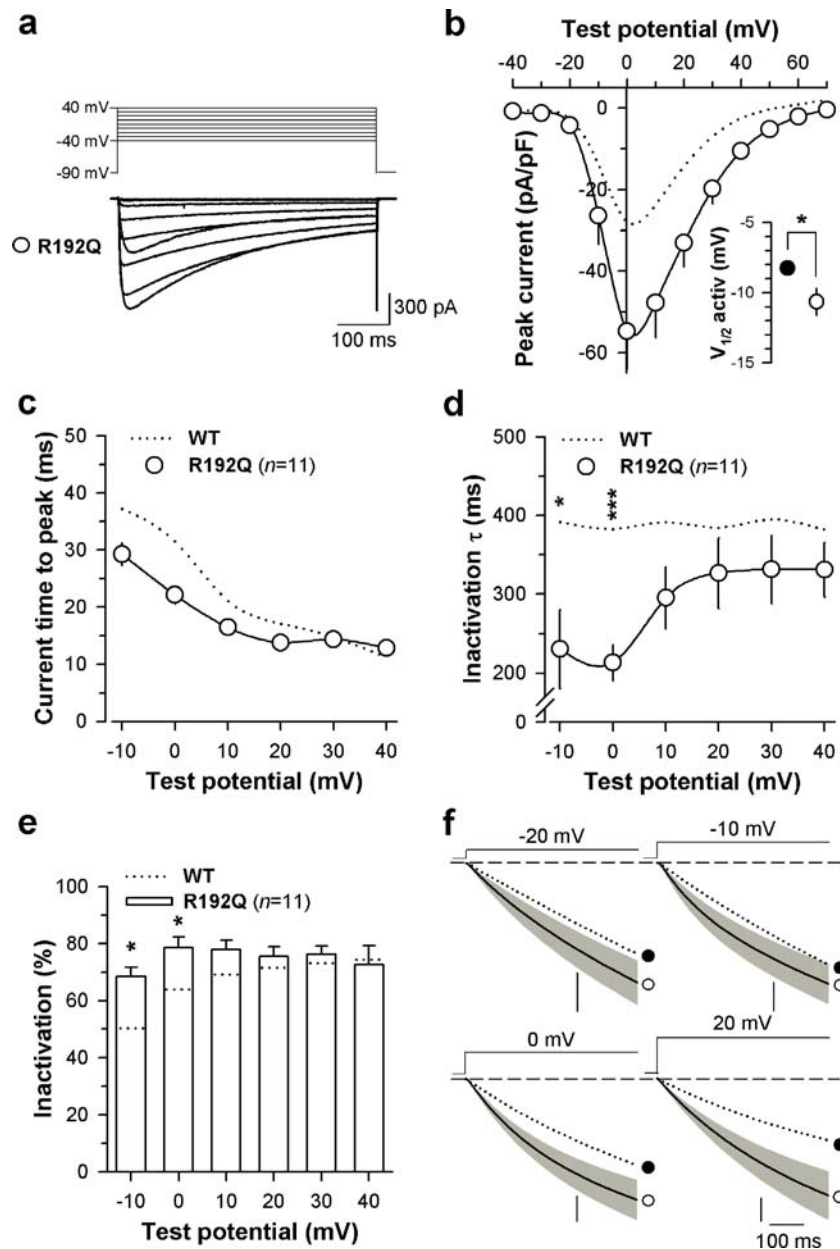 a
40 mV
-40 mV
-90 mV
R192Q
300 pA
100 ms
b
Test potential (mV)
-40 -20 0 20 40 60
0
-20
-40
-60
Peak current (pA/pF)
*
-5
-10
-15
V1/2 activ (mV)
c
WT
R192Q (n=11)
50
40
30
20
10
0
Current time to peak (ms)
-10 0 10 20 30 40
Test potential (mV)
d
WT
R192Q (n=11)
500
400
300
200
0
Inactivation τ (ms)
*
***
-10 0 10 20 30 40
Test potential (mV)
e
WT
R192Q (n=11)
100
80
60
40
20
0
Inactivation (%)
*
*
-10 0 10 20 30 40
Test potential (mV)
f
-20 mV
-10 mV
0 mV
20 mV
100 ms